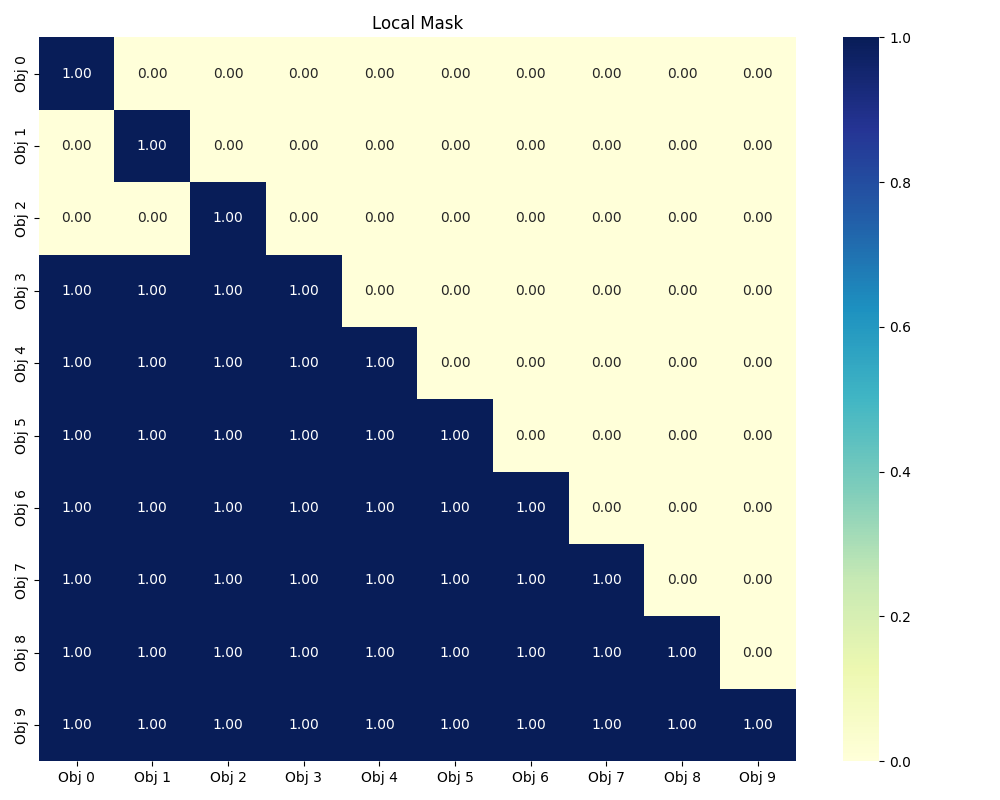 Local Mask
Obj 0 1.00 0.00 0.00 0.00 0.00 0.00 0.00 0.00 0.00 0.00
Obj 1 0.00 1.00 0.00 0.00 0.00 0.00 0.00 0.00 0.00 0.00
Obj 2 0.00 0.00 1.00 0.00 0.00 0.00 0.00 0.00 0.00 0.00
Obj 3 1.00 1.00 1.00 1.00 0.00 0.00 0.00 0.00 0.00 0.00
Obj 4 1.00 1.00 1.00 1.00 1.00 0.00 0.00 0.00 0.00 0.00
Obj 5 1.00 1.00 1.00 1.00 1.00 1.00 0.00 0.00 0.00 0.00
Obj 6 1.00 1.00 1.00 1.00 1.00 1.00 1.00 0.00 0.00 0.00
Obj 7 1.00 1.00 1.00 1.00 1.00 1.00 1.00 1.00 0.00 0.00
Obj 8 1.00 1.00 1.00 1.00 1.00 1.00 1.00 1.00 1.00 0.00
Obj 9 1.00 1.00 1.00 1.00 1.00 1.00 1.00 1.00 1.00 1.00
Obj 0 Obj 1 Obj 2 Obj 3 Obj 4 Obj 5 Obj 6 Obj 7 Obj 8 Obj 9
1.0
0.8
0.6
0.4
0.2
0.0